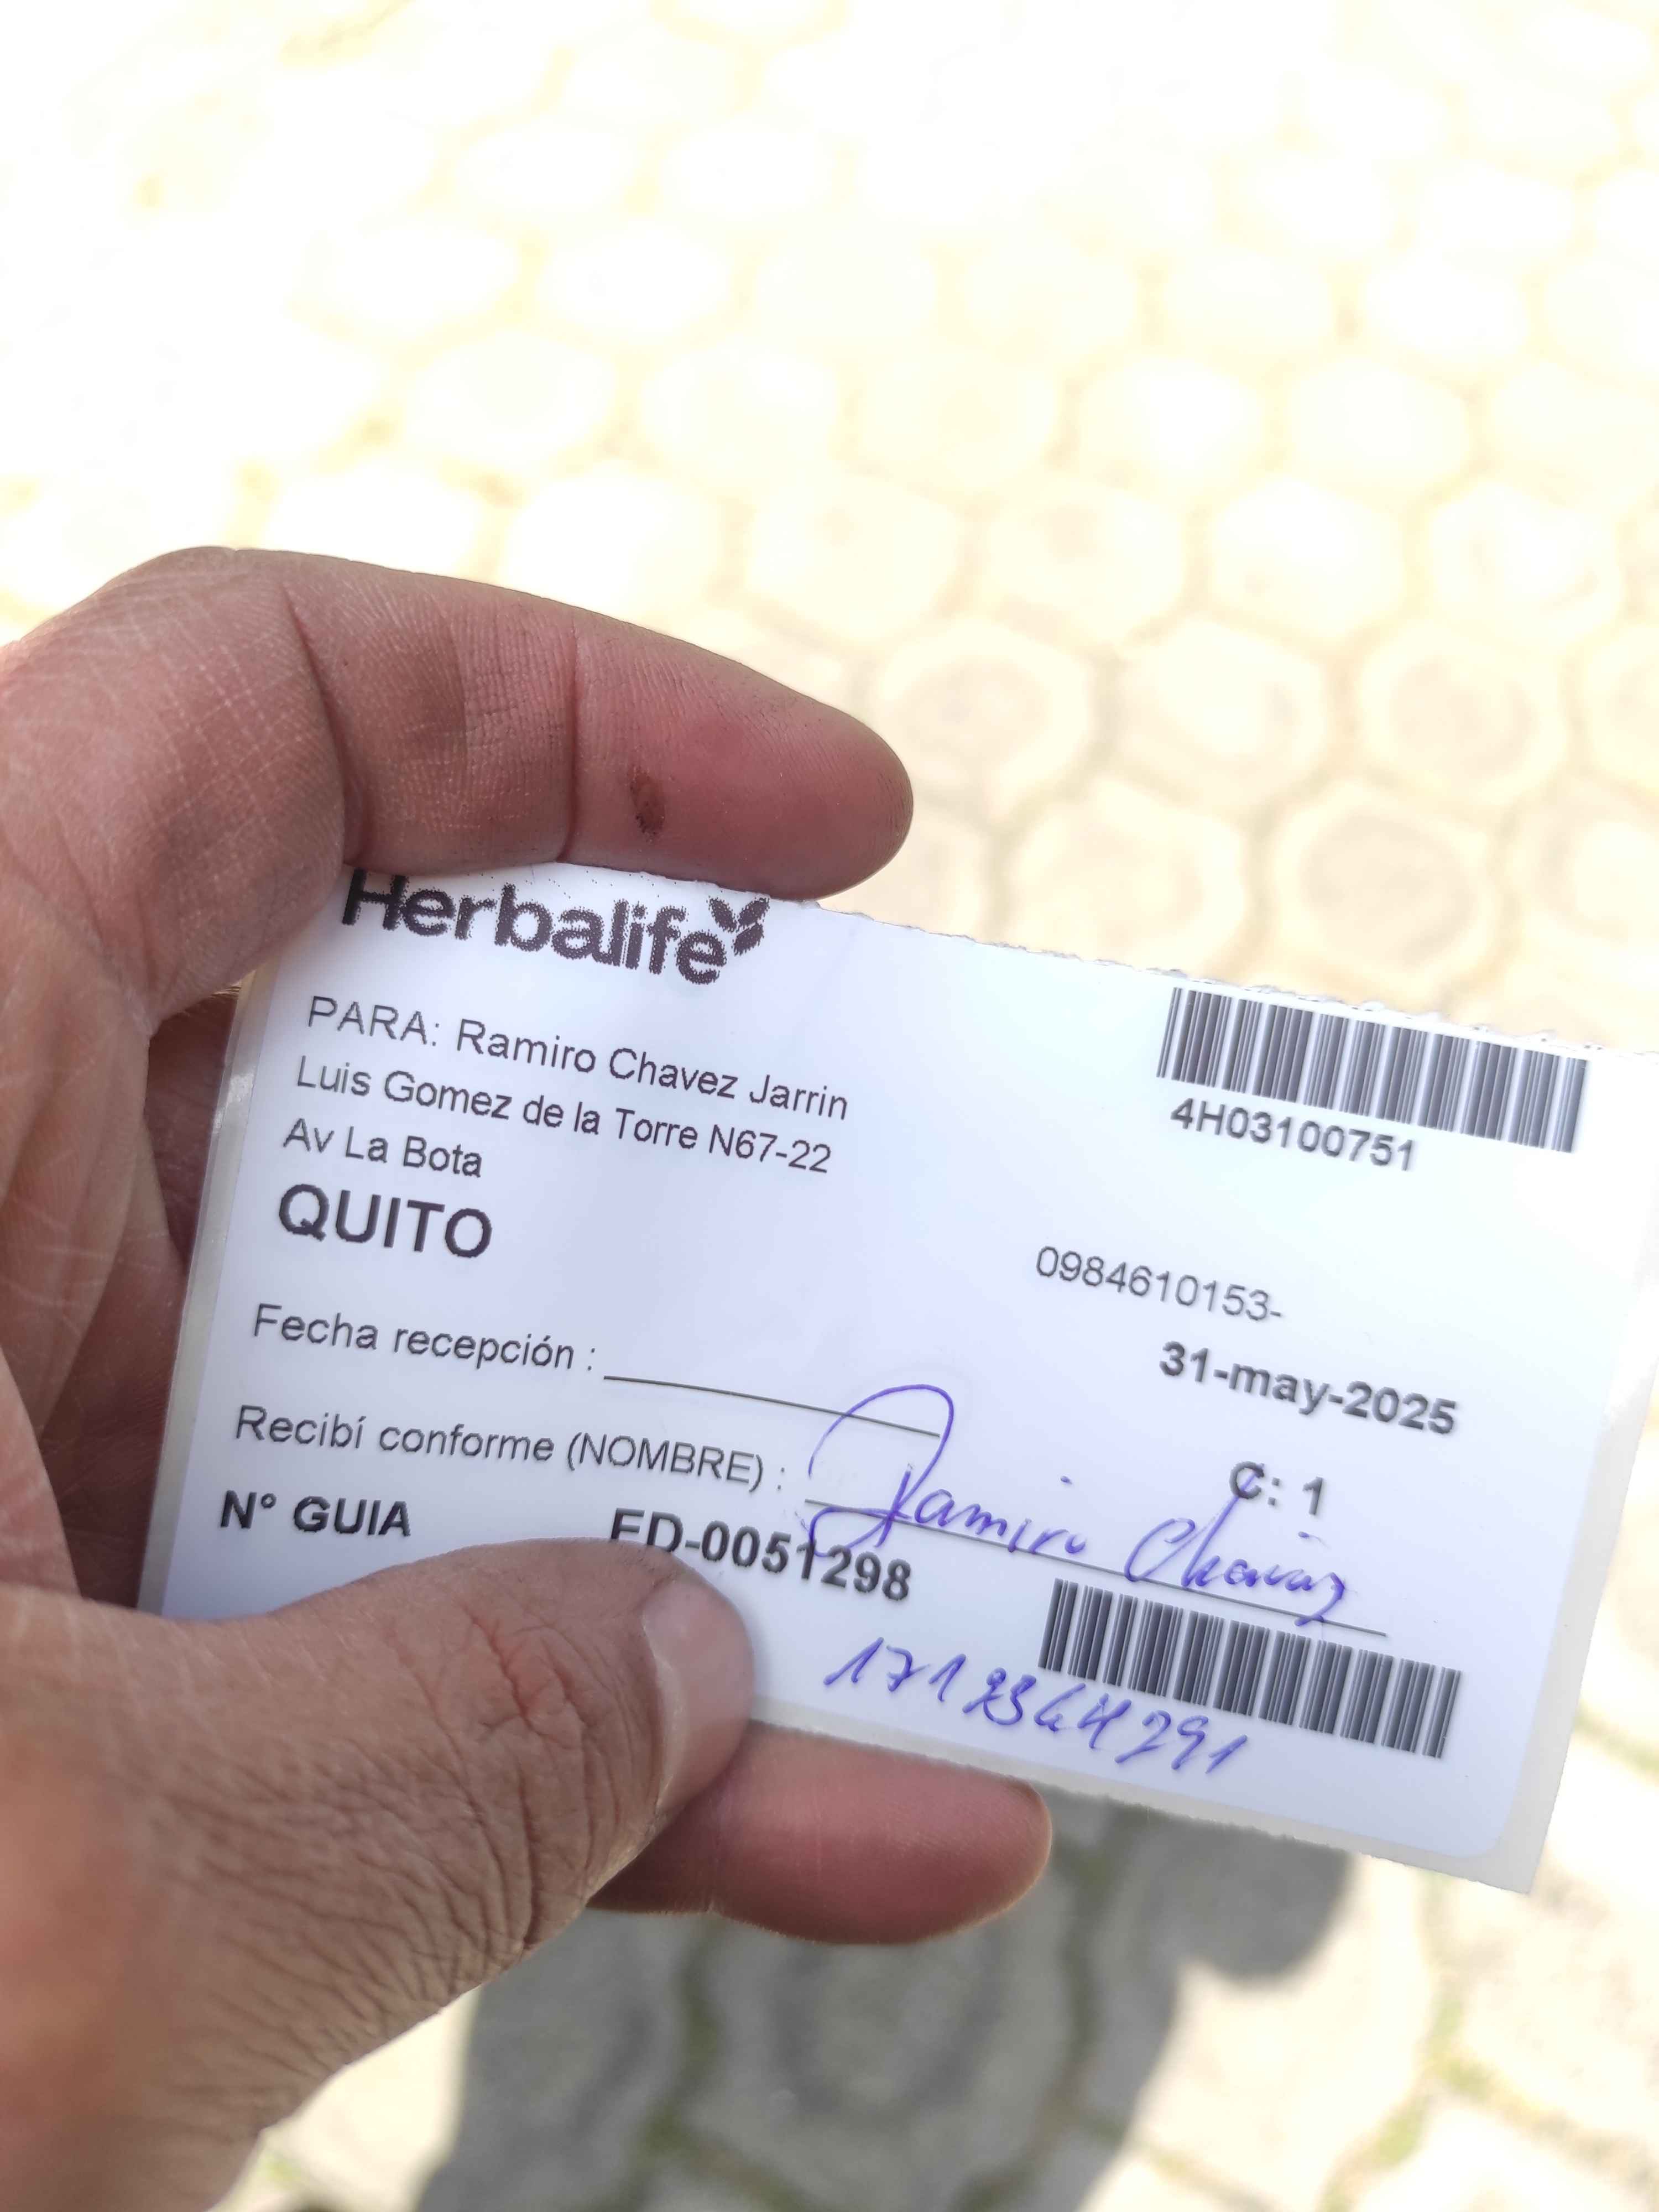 Herbalife
PARA: Ramiro Chavez Jarrin
Luis Gomez de la Torre N67-22
Av La Bota
QUITO
4H03100751
0984610153-
31-may-2025
C: 1
Fecha recepción :
Recibí conforme (NOMBRE) : Ramiro Chavez
N° GUIA ED-0051298